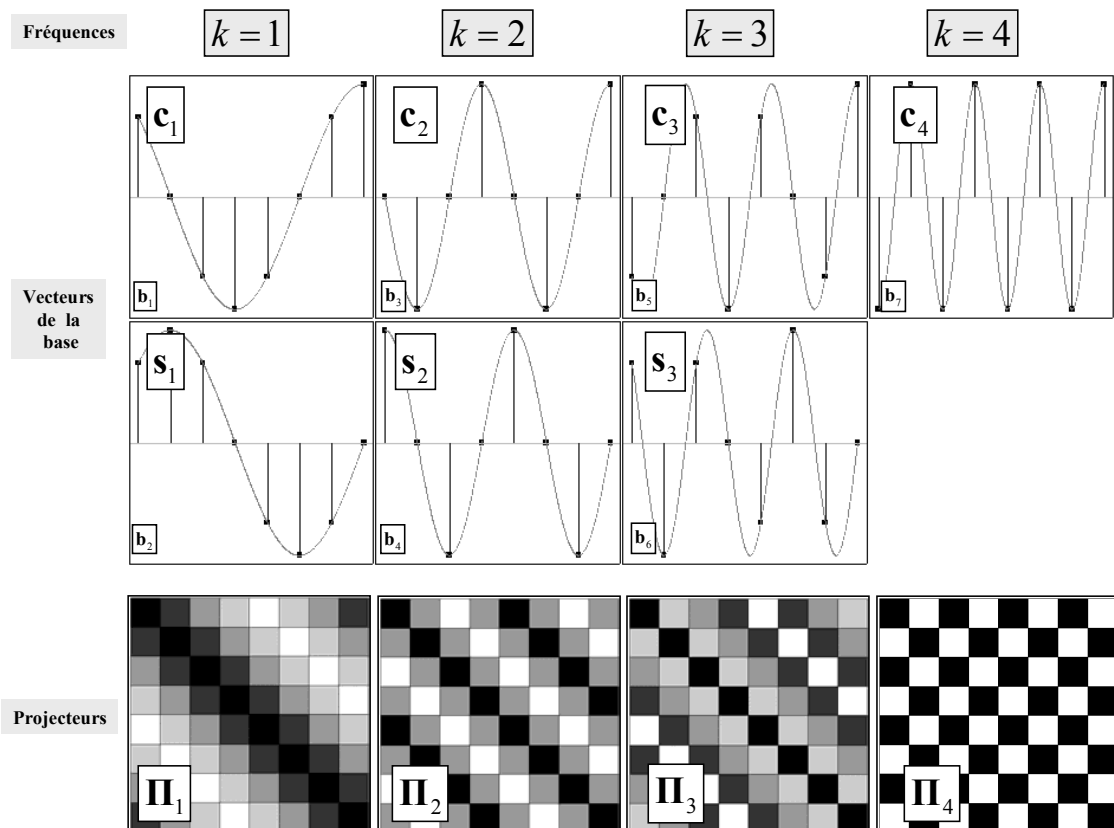 Fréquences
k = 1
k = 2
k = 3
k = 4
c₁
c₂
c₃
c₄
b₁
b₃
b₅
b₇
Vecteurs
de la
base
s₁
s₂
s₃
b₂
b₄
b₆
Projecteurs
Π₁
Π₂
Π₃
Π₄